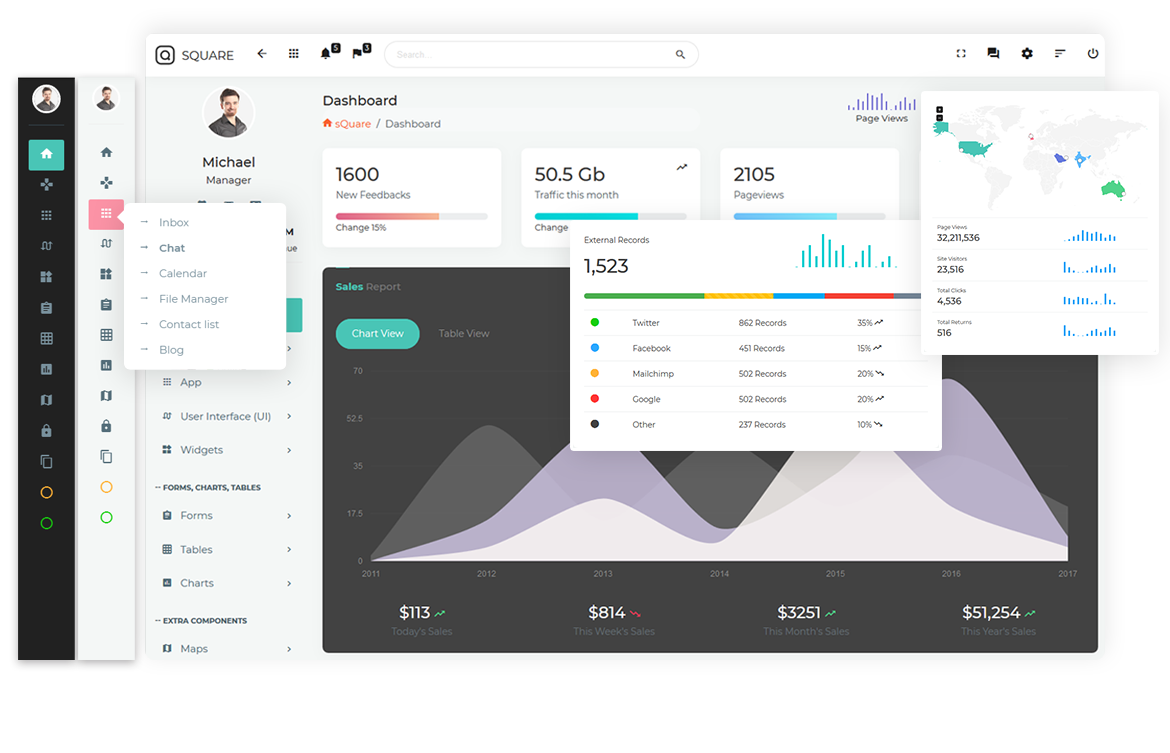 SQUARE
5
3
Search...
Michael
Manager
M
nue
Inbox
Chat
Calendar
File Manager
Contact list
Blog
App
User Interface (UI)
Widgets
-- FORMS, CHARTS, TABLES
Forms
Tables
Charts
-- EXTRA COMPONENTS
Maps
Dashboard
sQuare / Dashboard
Page Views
1600
New Feedbacks
Change 15%
50.5 Gb
Traffic this month
Change
2105
Pageviews
Sales Report
Chart View
Table View
70
52.5
35
17.5
0
2011 2012 2013 2014 2015 2016 2017
$113
Today's Sales
$814
This Week's Sales
$3251
This Month's Sales
$51,254
This Year's Sales
External Records
1,523
Twitter 862 Records 35%
Facebook 451 Records 15%
Mailchimp 502 Records 20%
Google 502 Records 20%
Other 237 Records 10%
+
-
Page Views
32,211,536
Site Visitors
23,516
Total Clicks
4,536
Total Returns
516